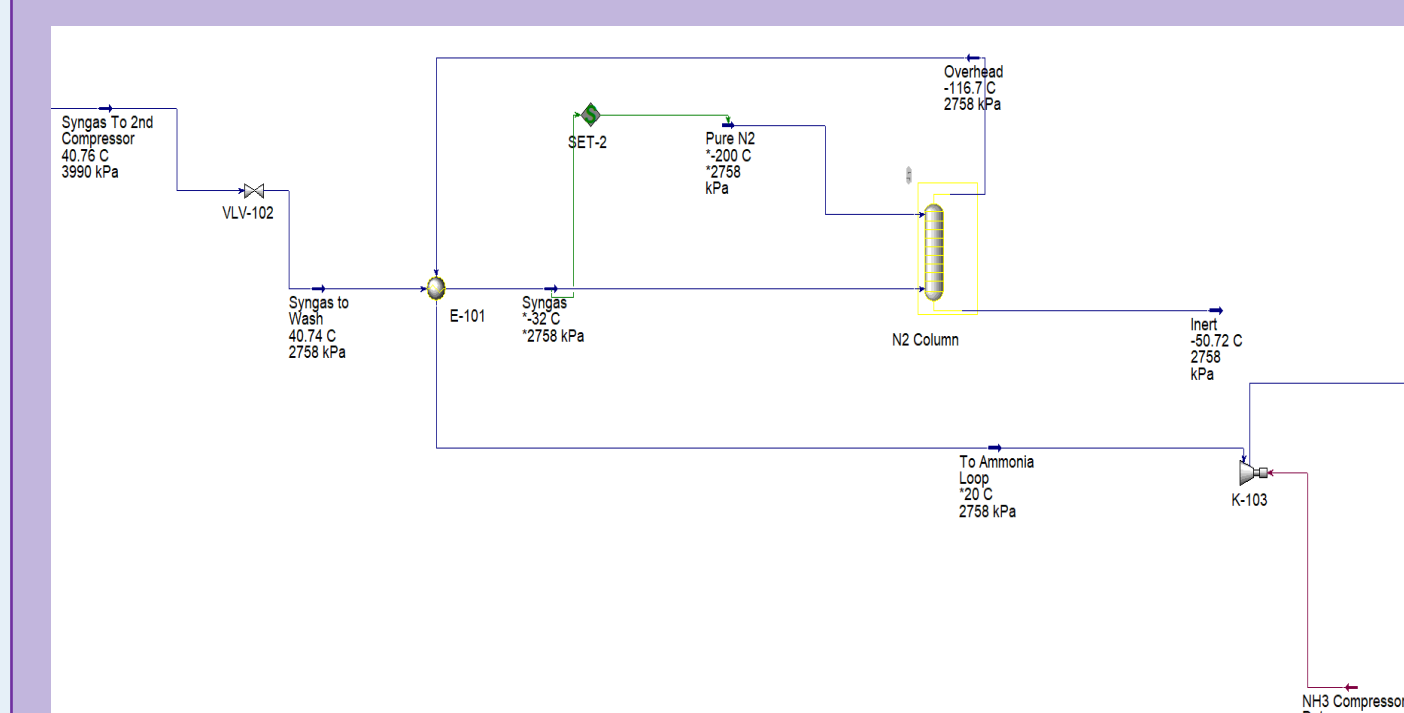 Overhead
-116.7 C
2758 kPa
Syngas To 2nd
Compressor
40.76 C
3990 kPa
SET-2
Pure N2
*-200 C
*2758
kPa
VLV-102
Syngas to
Wash
40.74 C
2758 kPa
E-101
Syngas
*-32 C
*2758 kPa
N2 Column
Inert
-50.72 C
2758
kPa
To Ammonia
Loop
*20 C
2758 kPa
K-103
NH3 Compressor